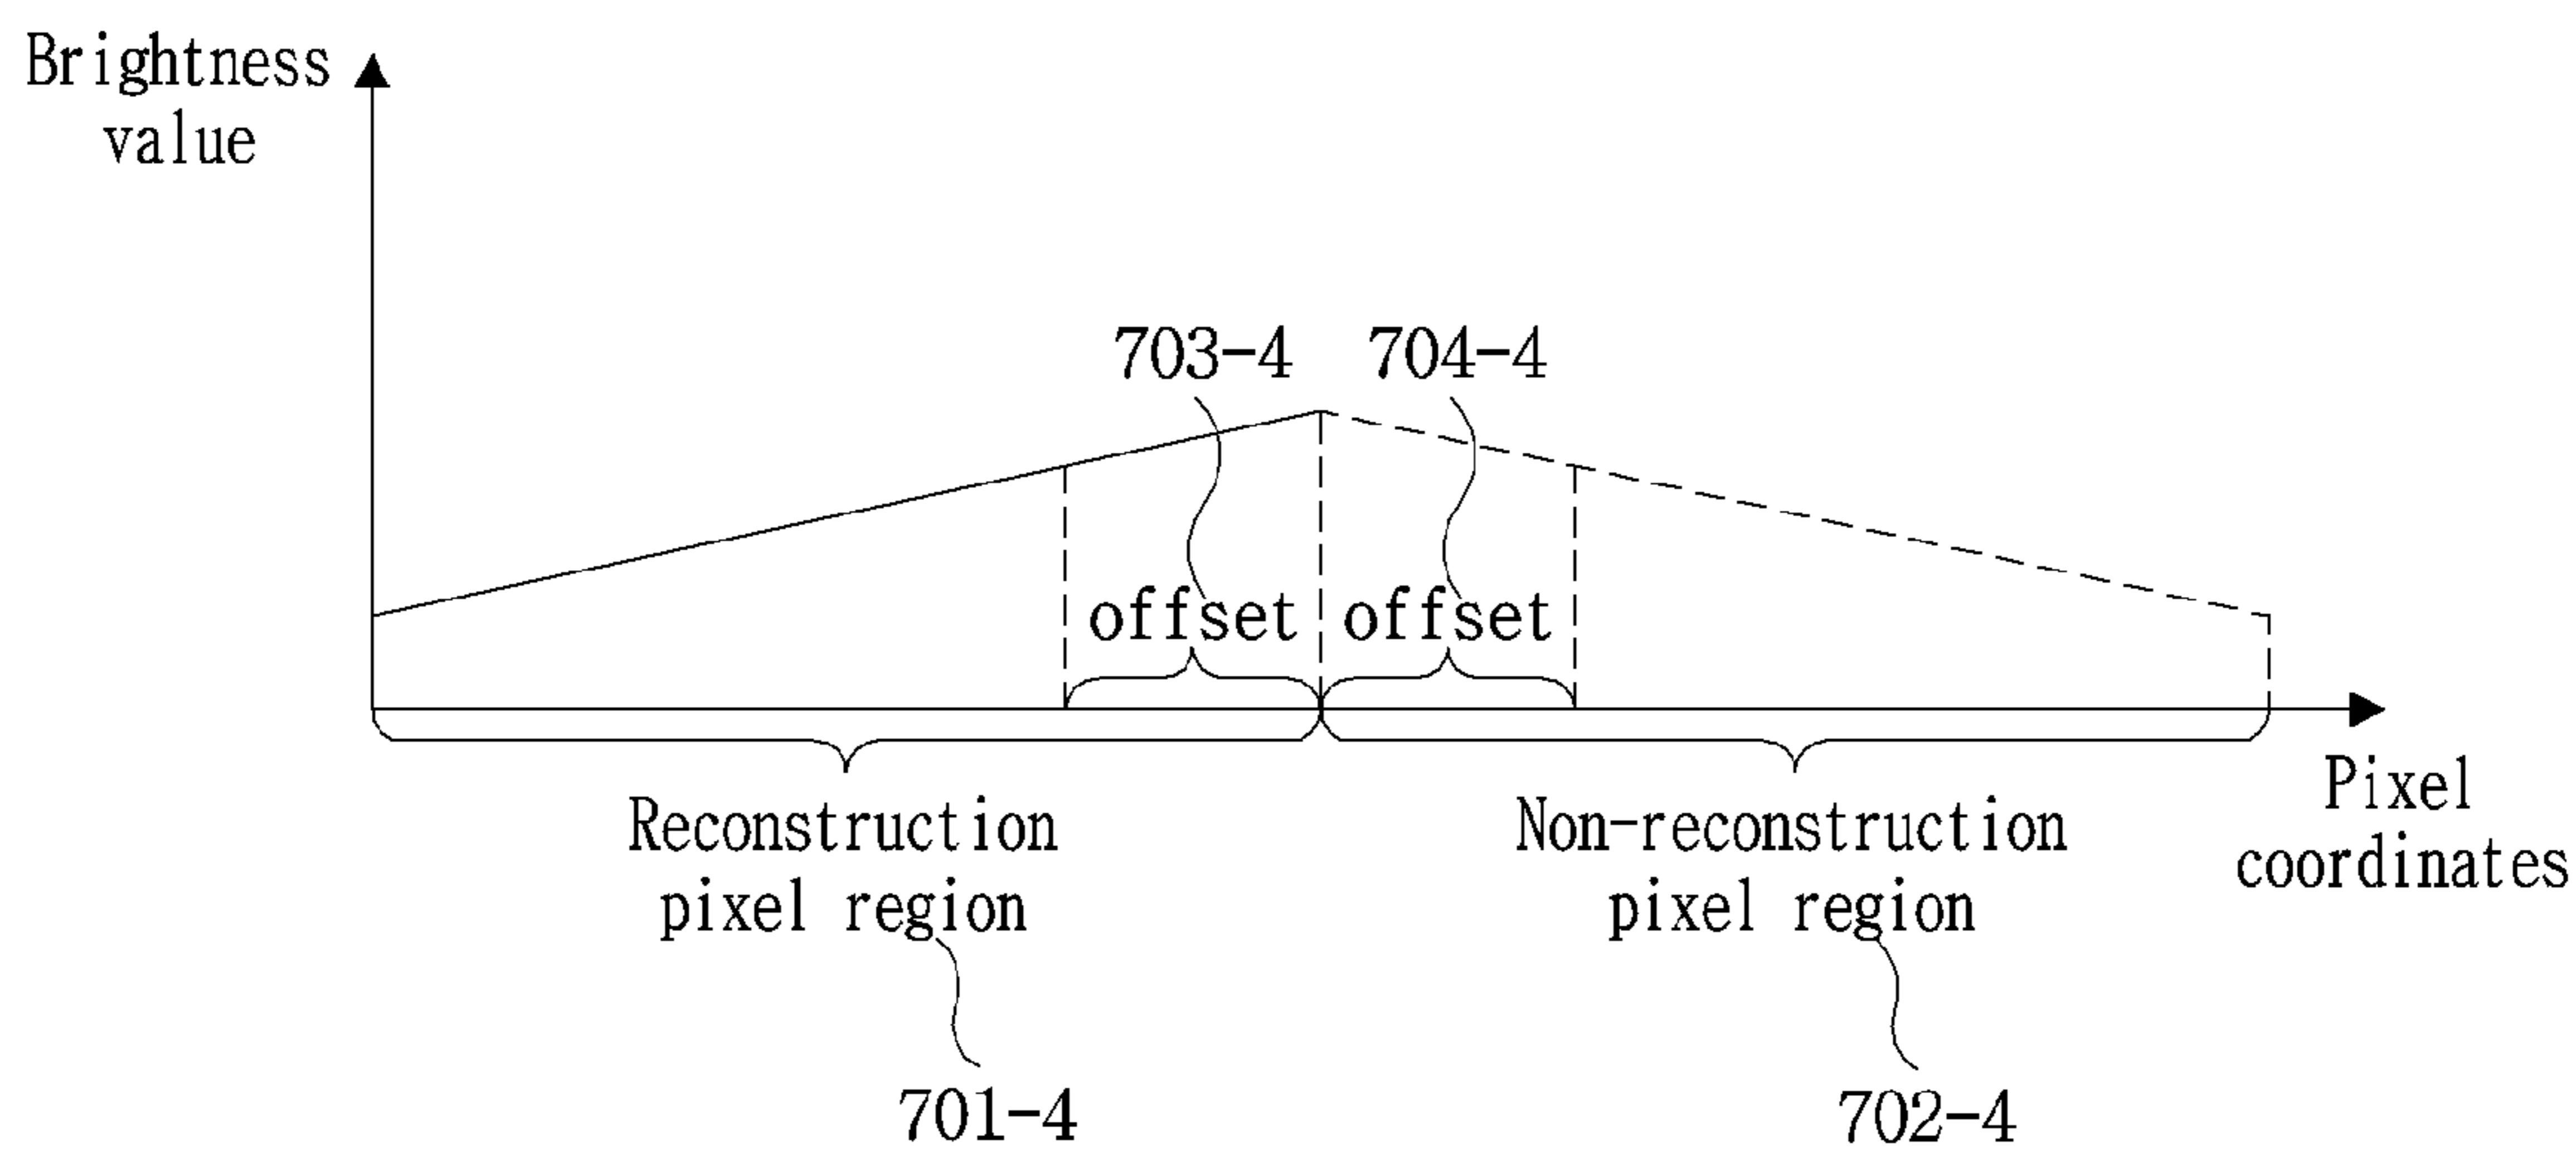 Brightness
value
703-4
704-4
offset
offset
Reconstruction
pixel region
Non-reconstruction
pixel region
Pixel
coordinates
701-4
702-4